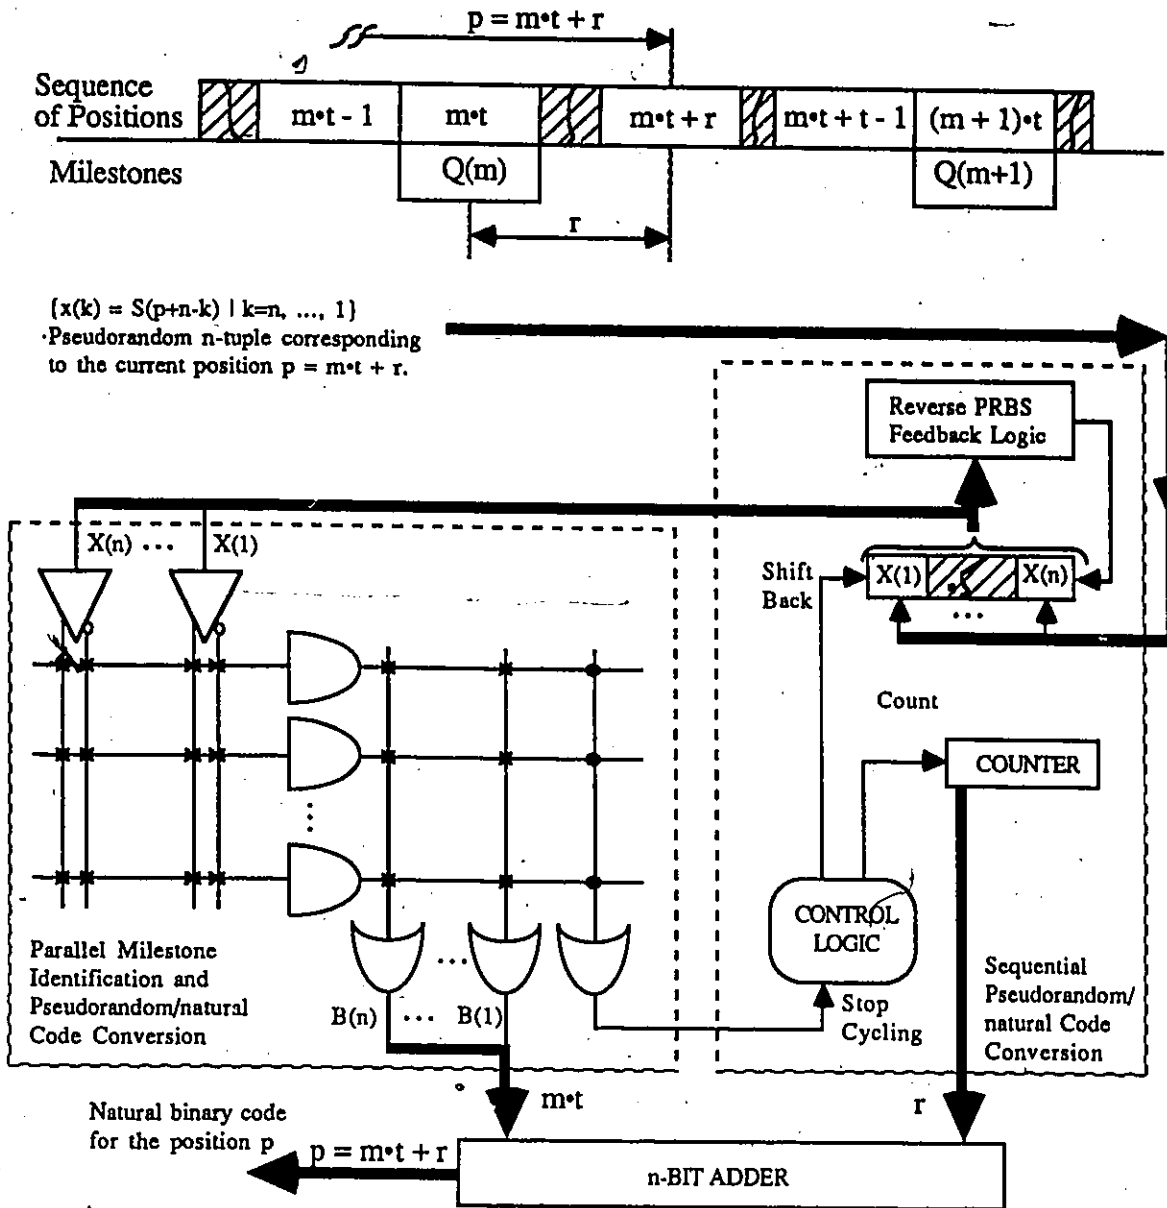 p = m•t + r
Sequence
of Positions
m•t - 1
m•t
m•t + r
m•t + t - 1
(m + 1)•t
Milestones
Q(m)
Q(m+1)
r
{x(k) = S(p+n-k) | k=n, ..., 1}
Pseudorandom n-tuple corresponding
to the current position p = m•t + r.
Reverse PRBS
Feedback Logic
X(n) ... X(1)
Shift
Back
X(1)
X(n)
...
Count
COUNTER
CONTROL
LOGIC
Parallel Milestone
Identification and
Pseudorandom/natural
Code Conversion
...
B(n) ... B(1)
Stop
Cycling
Sequential
Pseudorandom/
natural Code
Conversion
m•t
r
Natural binary code
for the position p
p = m•t + r
n-BIT ADDER